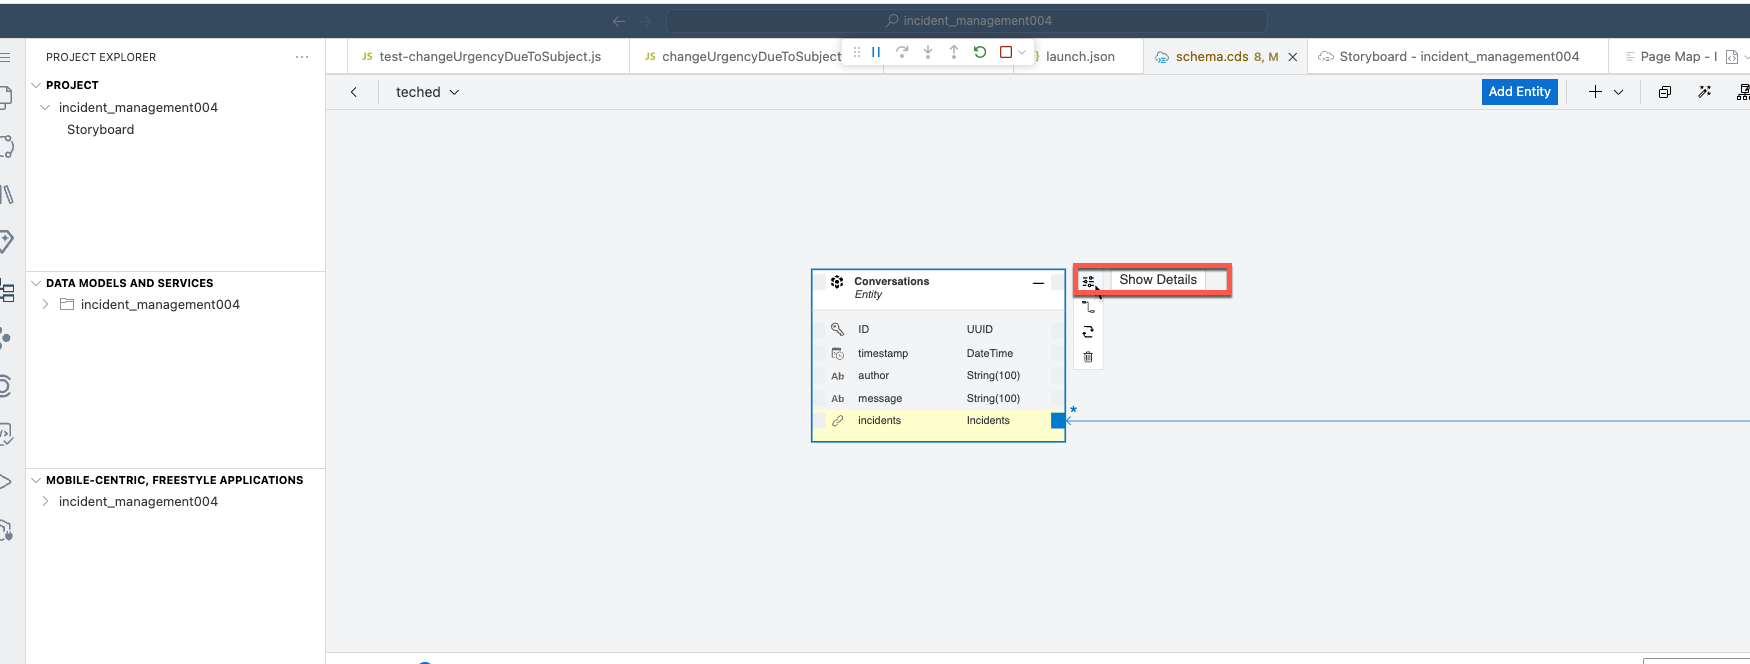 incident_management004
PROJECT EXPLORER
JS test-changeUrgencyDueToSubject.js
JS changeUrgencyDueToSubject
launch.json
schema.cds 8, M
Storyboard - incident_management004
Page Map - I
PROJECT
incident_management004
Storyboard
teched
Add Entity
DATA MODELS AND SERVICES
incident_management004
MOBILE-CENTRIC, FREESTYLE APPLICATIONS
incident_management004
Conversations
Entity
Show Details
ID UUID
timestamp DateTime
Ab author String(100)
Ab message String(100)
incidents Incidents
*